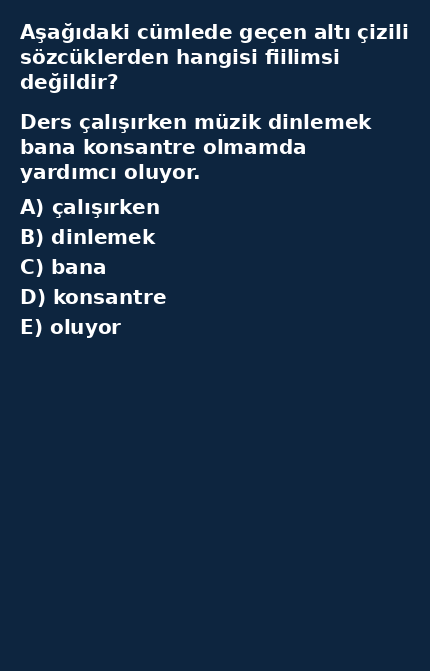 Aşağıdaki cümlede geçen altı çizili
sözcüklerden hangisi fiilimsi
değildir?
Ders çalışırken müzik dinlemek
bana konsantre olmamda
yardımcı oluyor.
A) çalışırken
B) dinlemek
C) bana
D) konsantre
E) oluyor